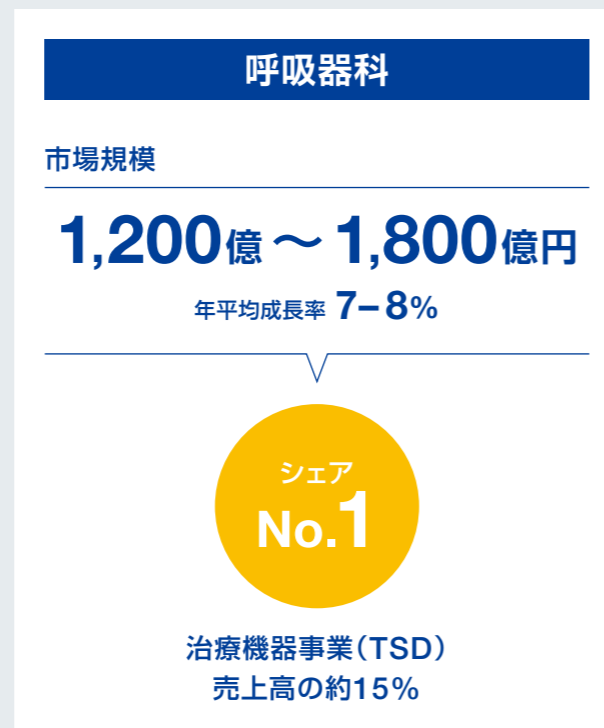 呼吸器科
市場規模
1,200億～1,800億円
年平均成長率 7–8%
シェア
No.1
治療機器事業(TSD)
売上高の約15%